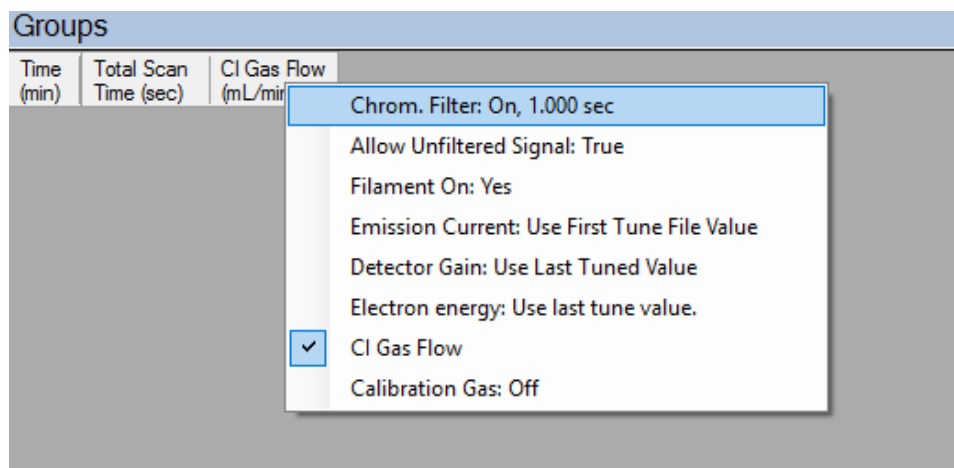 Groups
Time Total Scan CI Gas Flow
(min) Time (sec) (mL/min
Chrom. Filter: On, 1.000 sec
Allow Unfiltered Signal: True
Filament On: Yes
Emission Current: Use First Tune File Value
Detector Gain: Use Last Tuned Value
Electron energy: Use last tune value.
CI Gas Flow
Calibration Gas: Off